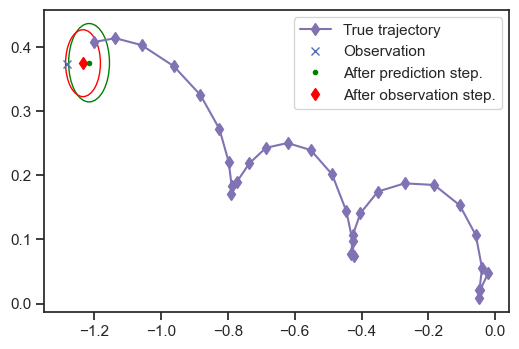 True trajectory
Observation
After prediction step.
After observation step.
0.4
0.3
0.2
0.1
0.0
−1.2 −1.0 −0.8 −0.6 −0.4 −0.2 0.0